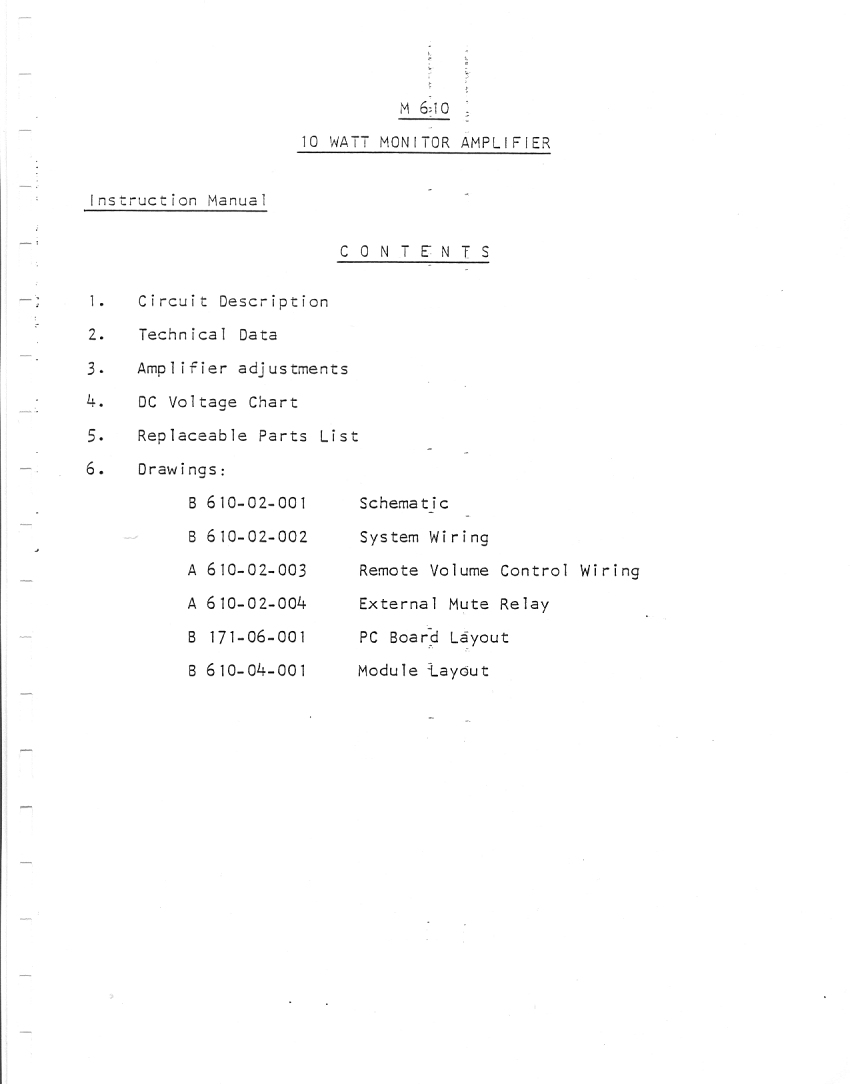 M 610
10 WATT MONITOR AMPLIFIER
Instruction Manual
C O N T E N T S
1. Circuit Description
2. Technical Data
3. Amplifier adjustments
4. DC Voltage Chart
5. Replaceable Parts List
6. Drawings:
B 610-02-001 Schematic
B 610-02-002 System Wiring
A 610-02-003 Remote Volume Control Wiring
A 610-02-004 External Mute Relay
B 171-06-001 PC Board Layout
B 610-04-001 Module Layout